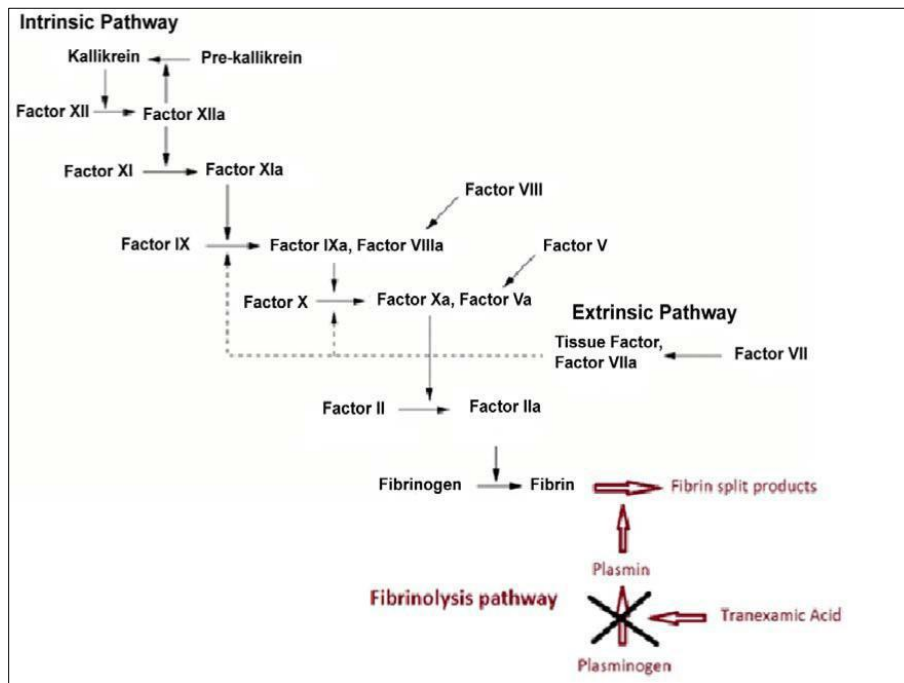 Intrinsic Pathway
Kallikrein
Pre-kallikrein
Factor XII
Factor XIIa
Factor XI
Factor XIa
Factor VIII
Factor IX
Factor IXa, Factor VIIIa
Factor V
Factor X
Factor Xa, Factor Va
Extrinsic Pathway
Tissue Factor,
Factor VIIa
Factor VII
Factor II
Factor IIa
Fibrinogen
Fibrin
Fibrin split products
Plasmin
Fibrinolysis pathway
Tranexamic Acid
Plasminogen